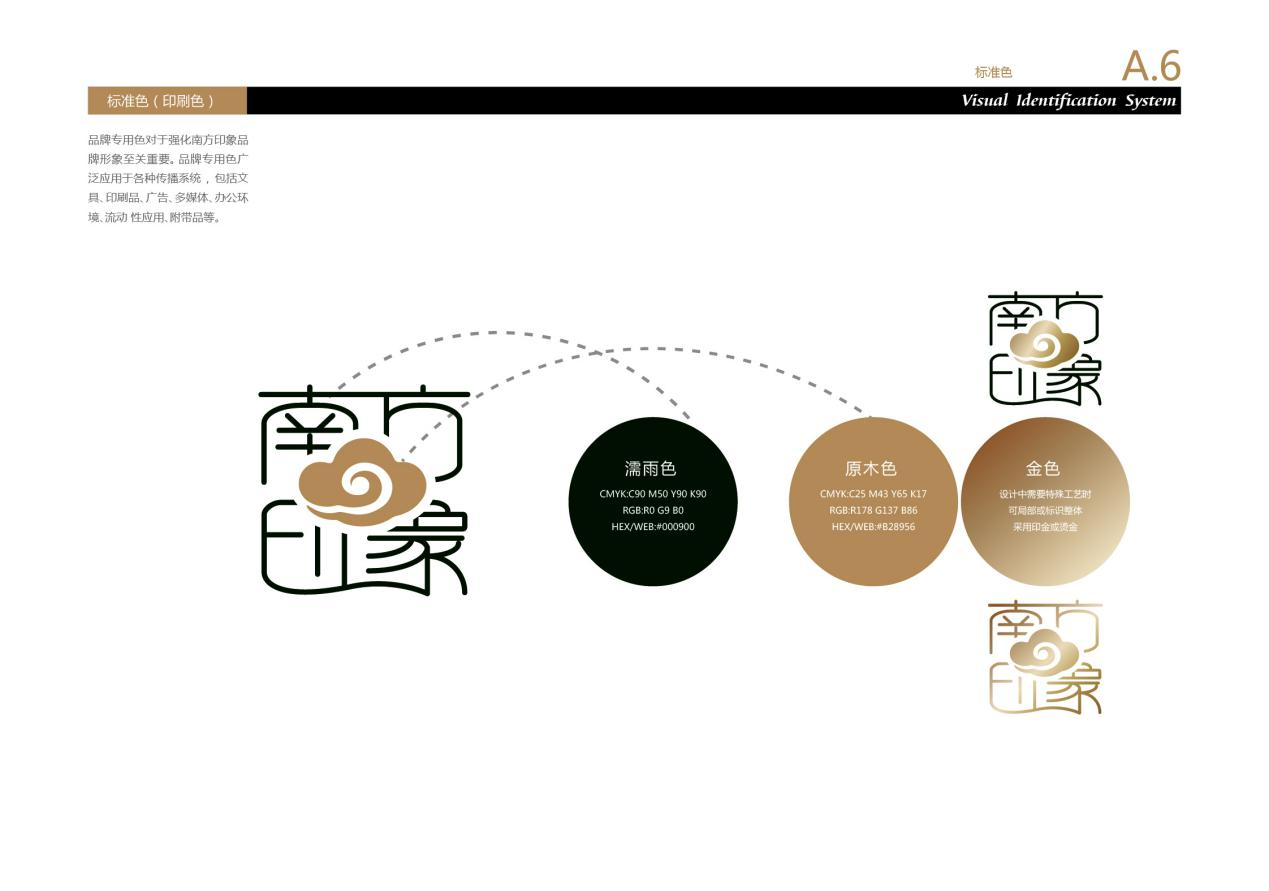 标准色
A.6
标准色（印刷色）
Visual Identification System
品牌专用色对于强化南方印象品
牌形象至关重要。品牌专用色广
泛应用于各种传播系统，包括文
具、印刷品、广告、多媒体、办公环
境、流动 性应用、附带品等。
南方
印象
南方
印象
濡雨色
CMYK:C90 M50 Y90 K90
RGB:R0 G9 B0
HEX/WEB:#000900
原木色
CMYK:C25 M43 Y65 K17
RGB:R178 G137 B86
HEX/WEB:#B28956
金色
设计中需要特殊工艺时
可局部或标识整体
采用印金或烫金
南方
印象